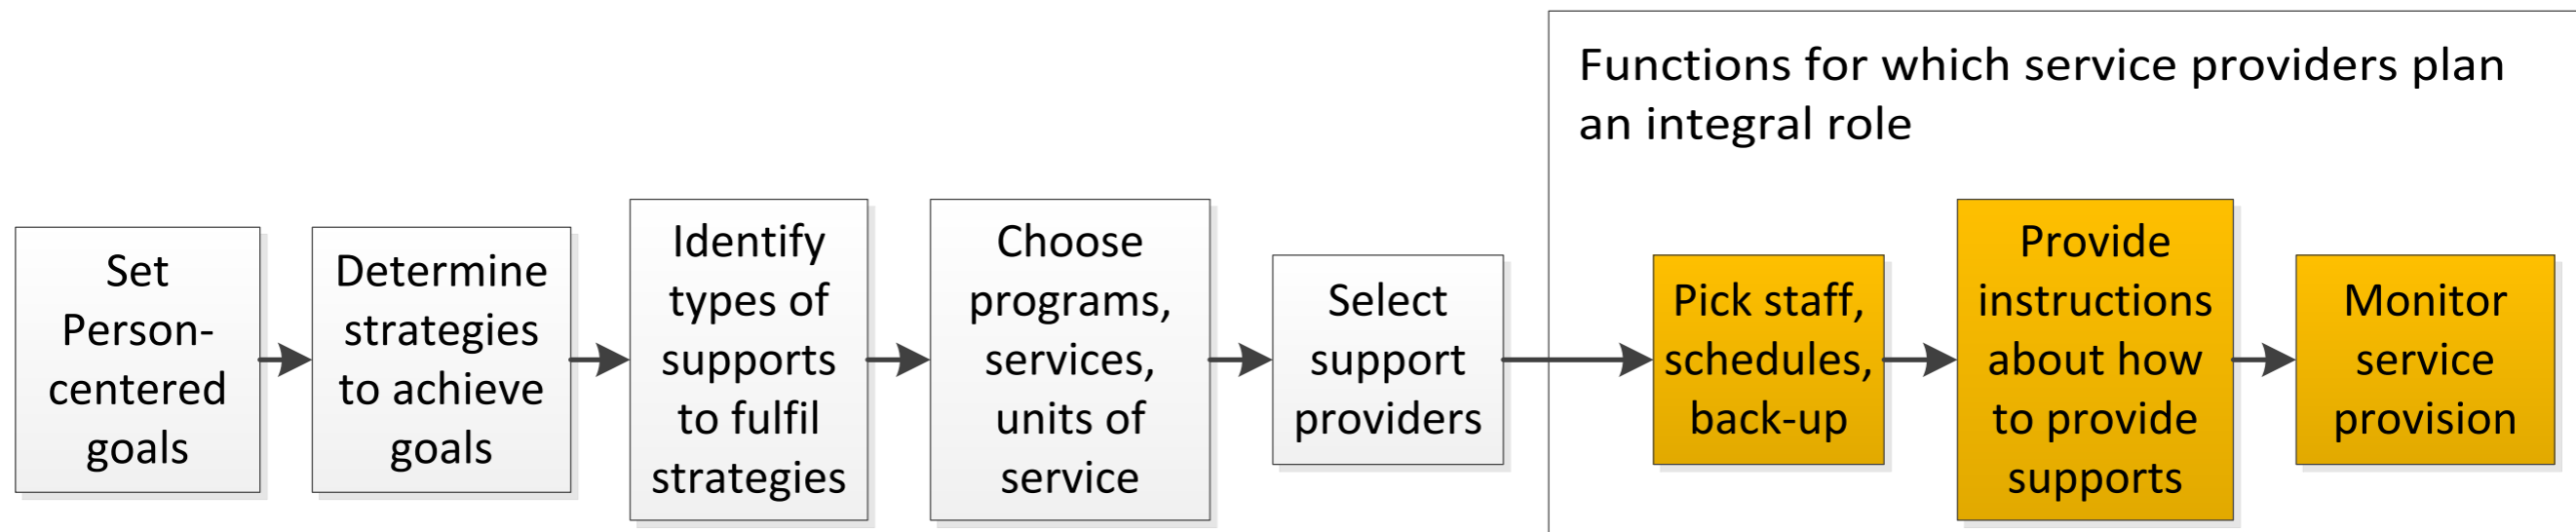 Functions for which service providers plan
an integral role
Set
Person-
centered
goals
Determine
strategies
to achieve
goals
Identify
types of
supports
to fulfil
strategies
Choose
programs,
services,
units of
service
Select
support
providers
Pick staff,
schedules,
back-up
Provide
instructions
about how
to provide
supports
Monitor
service
provision